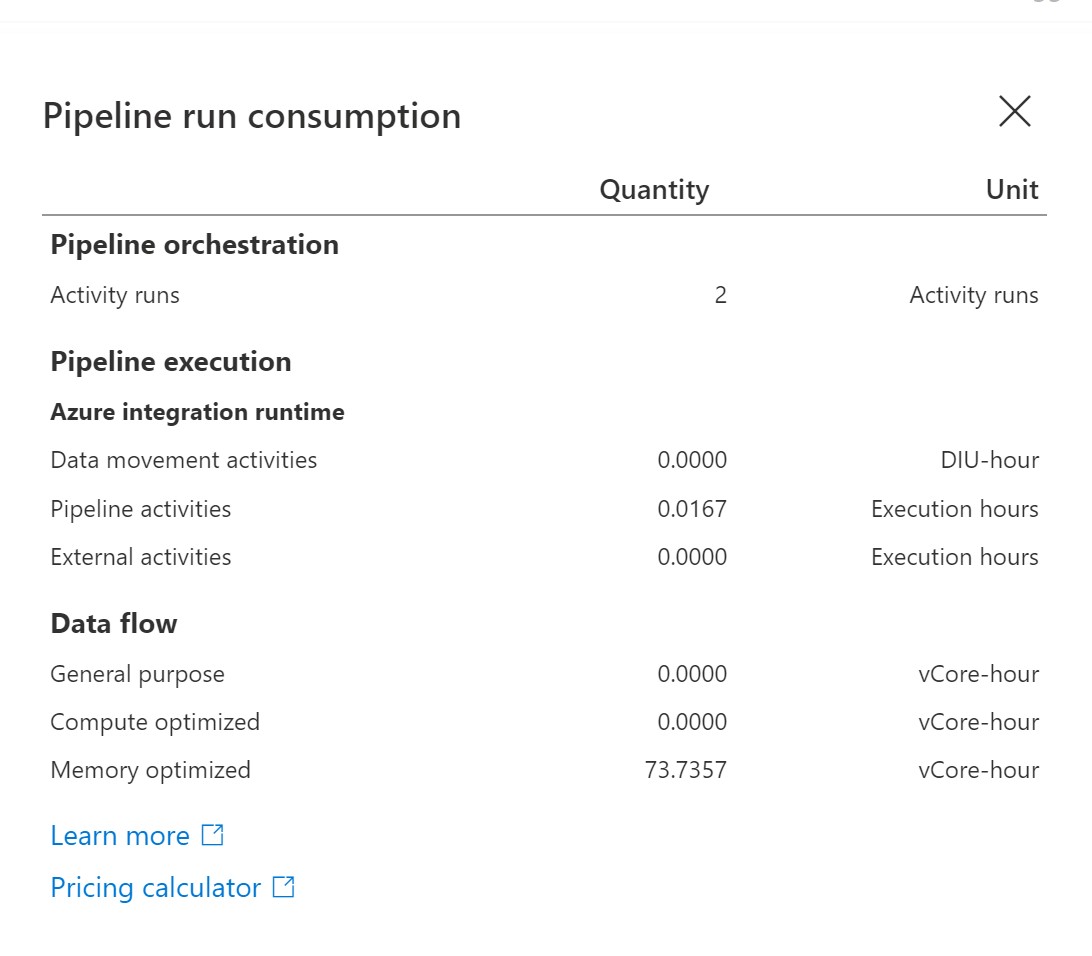 Pipeline run consumption
Quantity Unit
Pipeline orchestration
Activity runs 2 Activity runs
Pipeline execution
Azure integration runtime
Data movement activities 0.0000 DIU-hour
Pipeline activities 0.0167 Execution hours
External activities 0.0000 Execution hours
Data flow
General purpose 0.0000 vCore-hour
Compute optimized 0.0000 vCore-hour
Memory optimized 73.7357 vCore-hour
Learn more
Pricing calculator